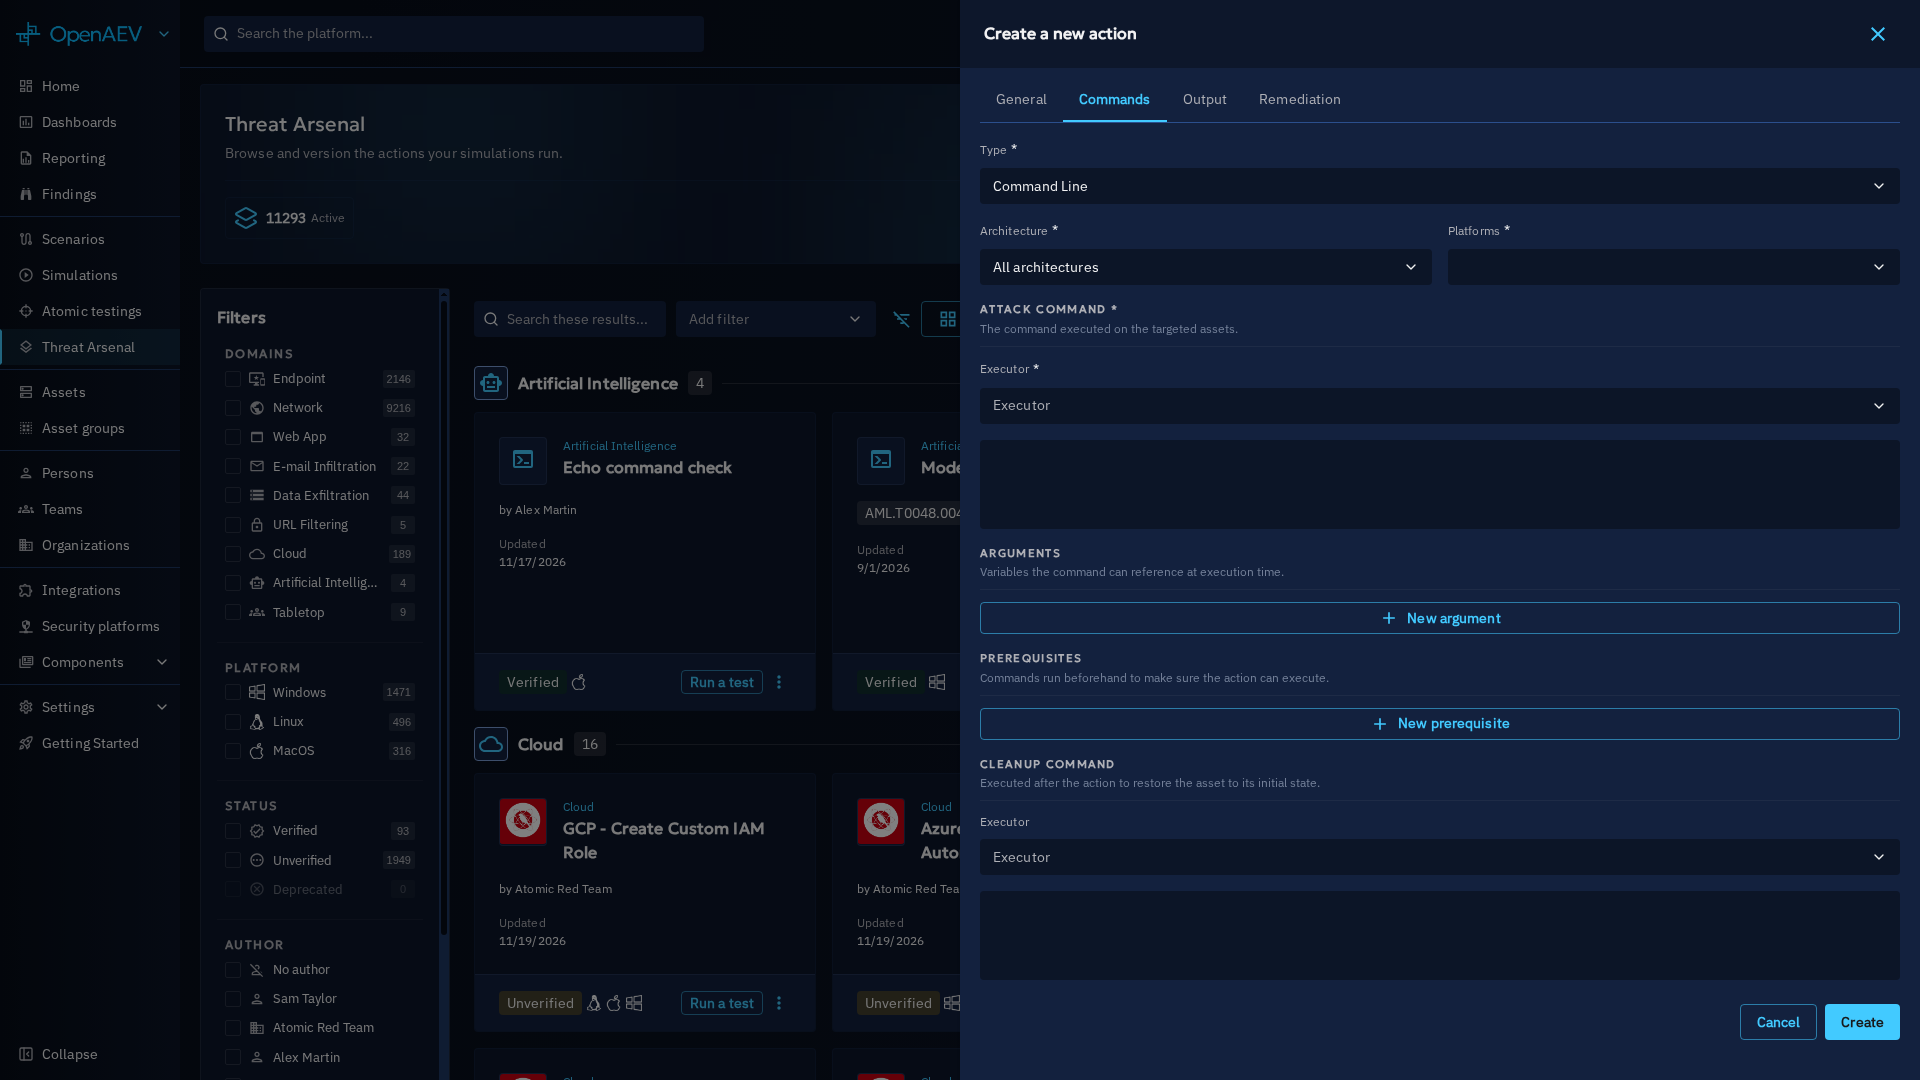 OpenAEV
Search the platform...
Home
Dashboards
Reporting
Findings
Scenarios
Simulations
Atomic testings
Threat Arsenal
Assets
Asset groups
Persons
Teams
Organizations
Integrations
Security platforms
Components
Settings
Getting Started
Collapse
Threat Arsenal
Browse and version the actions your simulations run.
11293 Active
Filters
DOMAINS
Endpoint 2146
Network 9216
Web App 32
E-mail Infiltration 22
Data Exfiltration 44
URL Filtering 5
Cloud 189
Artificial Intellig... 4
Tabletop 9
PLATFORM
Windows 1471
Linux 496
MacOS 316
STATUS
Verified 93
Unverified 1949
Deprecated 0
AUTHOR
No author
Sam Taylor
Atomic Red Team
Alex Martin
Search these results...
Add filter
Artificial Intelligence 4
Artificial Intelligence
Echo command check
by Alex Martin
Updated
11/17/2026
Verified
Run a test
Artificia
Mode
AML.T0048.004
Updated
9/1/2026
Verified
Cloud 16
Cloud
GCP - Create Custom IAM
Role
by Atomic Red Team
Updated
11/19/2026
Unverified
Run a test
Cloud
Azure
Auto
by Atomic Red Tea
Updated
11/19/2026
Unverified
Create a new action
General
Commands
Output
Remediation
Type *
Command Line
Architecture *
All architectures
Platforms *
ATTACK COMMAND *
The command executed on the targeted assets.
Executor *
Executor
ARGUMENTS
Variables the command can reference at execution time.
New argument
PREREQUISITES
Commands run beforehand to make sure the action can execute.
New prerequisite
CLEANUP COMMAND
Executed after the action to restore the asset to its initial state.
Executor
Executor
Cancel
Create